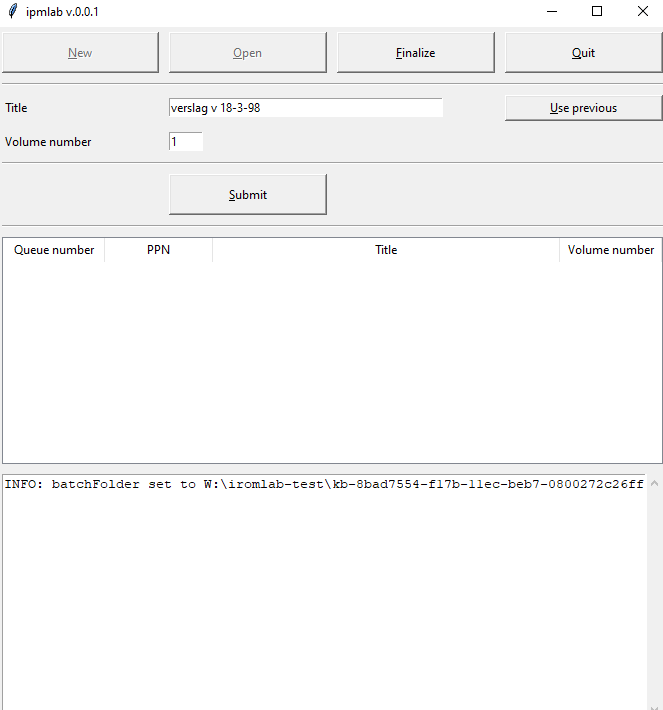 ipmlab v.0.0.1
New Open Finalize Quit
Title verslag v 18-3-98 Use previous
Volume number 1
Submit
Queue number PPN Title Volume number
INFO: batchFolder set to W:\iromlab-test\kb-8bad7554-f17b-11ec-beb7-0800272c26ff